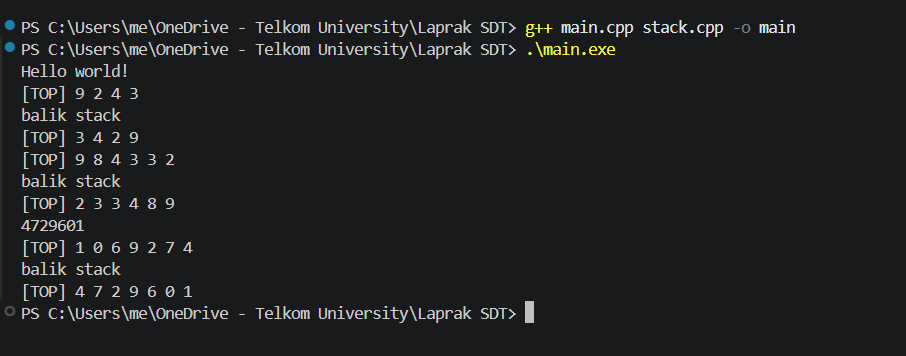 PS C:\Users\me\OneDrive - Telkom University\Laprak SDT> g++ main.cpp stack.cpp -o main
PS C:\Users\me\OneDrive - Telkom University\Laprak SDT> .\main.exe
Hello world!
[TOP] 9 2 4 3
balik stack
[TOP] 3 4 2 9
[TOP] 9 8 4 3 3 2
balik stack
[TOP] 2 3 3 4 8 9
4729601
[TOP] 1 0 6 9 2 7 4
balik stack
[TOP] 4 7 2 9 6 0 1
PS C:\Users\me\OneDrive - Telkom University\Laprak SDT>